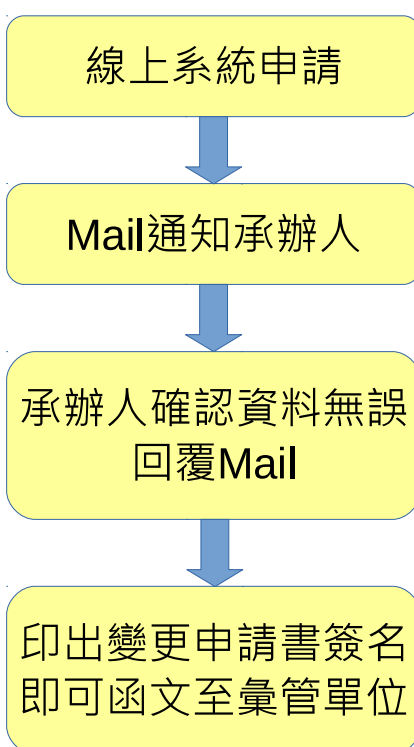 線上系統申請
Mail通知承辦人
承辦人確認資料無誤
回覆Mail
印出變更申請書簽名
即可函文至彙管單位